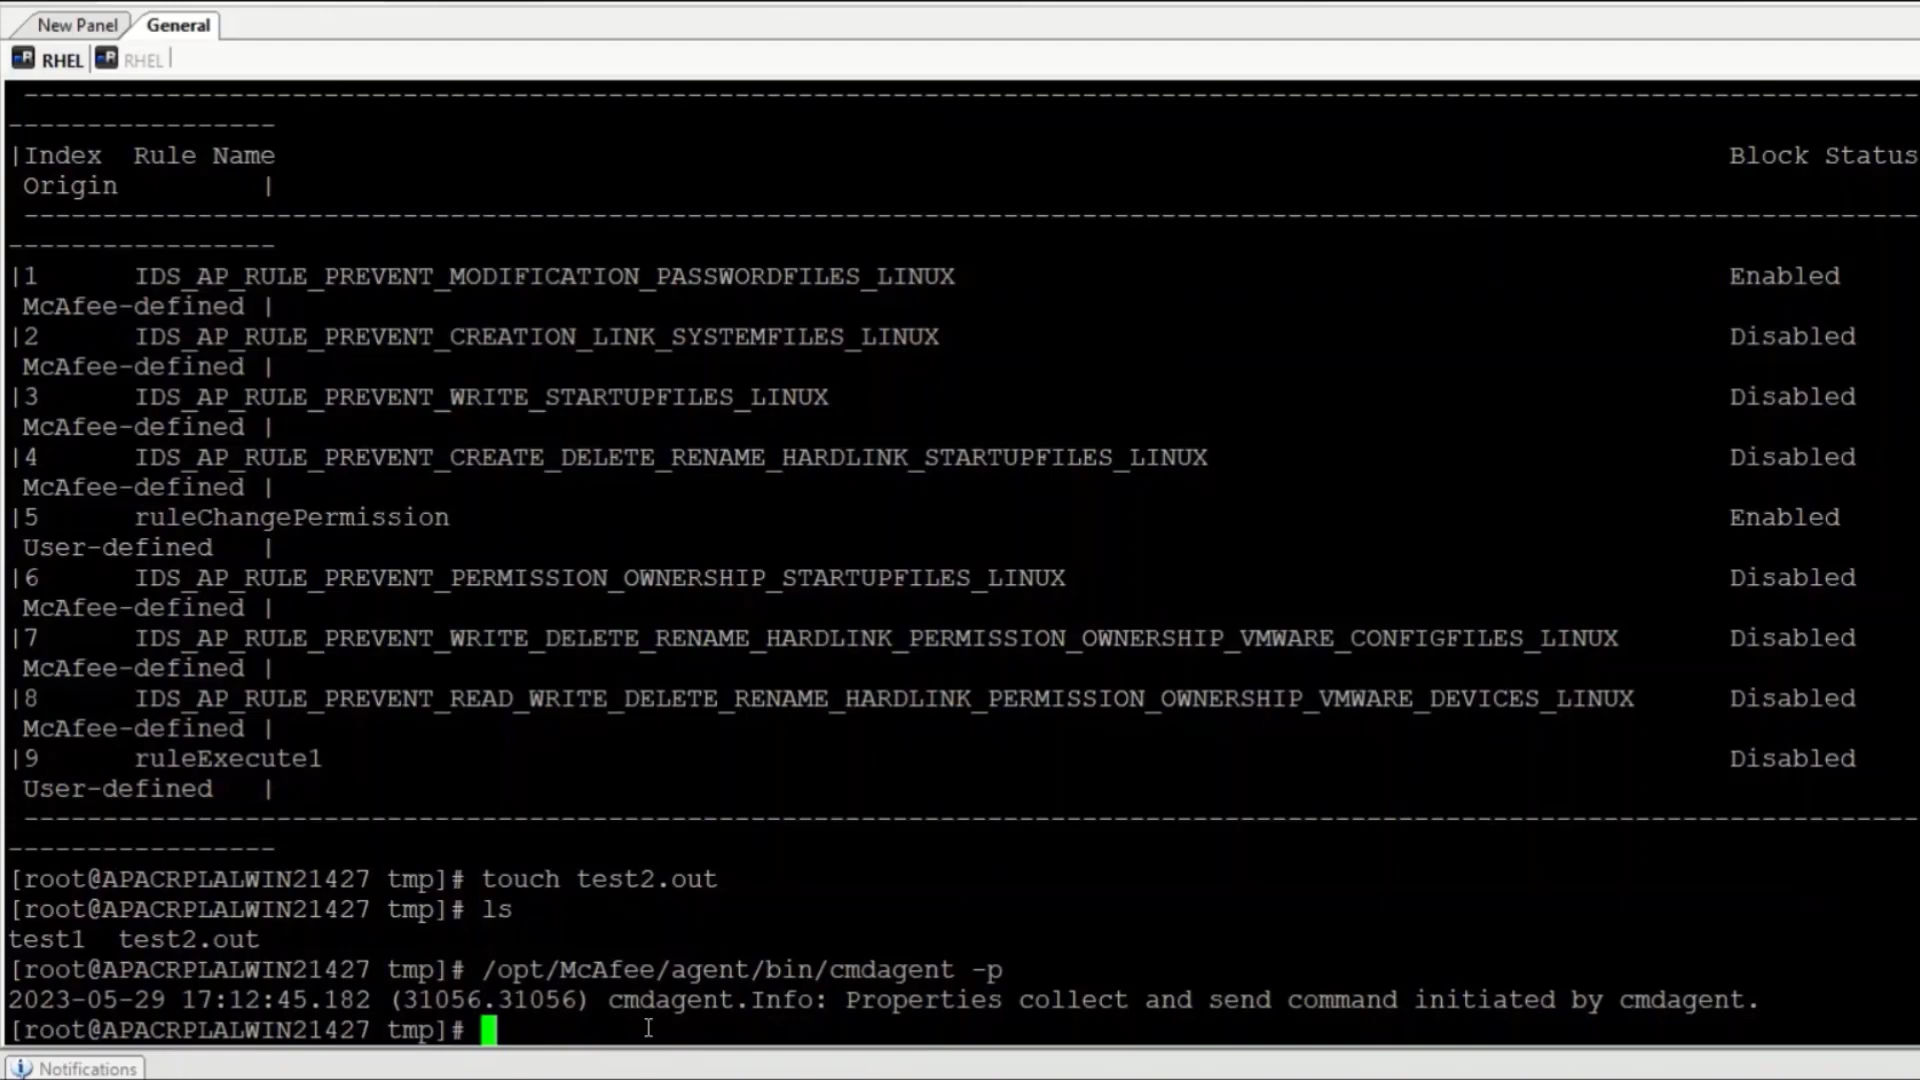 New Panel General
RHEL RHEL
|Index Rule Name Block Status
Origin |
|1 IDS_AP_RULE_PREVENT_MODIFICATION_PASSWORDFILES_LINUX Enabled
McAfee-defined |
|2 IDS_AP_RULE_PREVENT_CREATION_LINK_SYSTEMFILES_LINUX Disabled
McAfee-defined |
|3 IDS_AP_RULE_PREVENT_WRITE_STARTUPFILES_LINUX Disabled
McAfee-defined |
|4 IDS_AP_RULE_PREVENT_CREATE_DELETE_RENAME_HARDLINK_STARTUPFILES_LINUX Disabled
McAfee-defined |
|5 ruleChangePermission Enabled
User-defined |
|6 IDS_AP_RULE_PREVENT_PERMISSION_OWNERSHIP_STARTUPFILES_LINUX Disabled
McAfee-defined |
|7 IDS_AP_RULE_PREVENT_WRITE_DELETE_RENAME_HARDLINK_PERMISSION_OWNERSHIP_VMWARE_CONFIGFILES_LINUX Disabled
McAfee-defined |
|8 IDS_AP_RULE_PREVENT_READ_WRITE_DELETE_RENAME_HARDLINK_PERMISSION_OWNERSHIP_VMWARE_DEVICES_LINUX Disabled
McAfee-defined |
|9 ruleExecute1 Disabled
User-defined |
[root@APACRPLALWIN21427 tmp]# touch test2.out
[root@APACRPLALWIN21427 tmp]# ls
test1 test2.out
[root@APACRPLALWIN21427 tmp]# /opt/McAfee/agent/bin/cmdagent -p
2023-05-29 17:12:45.182 (31056.31056) cmdagent.Info: Properties collect and send command initiated by cmdagent.
[root@APACRPLALWIN21427 tmp]#
Notifications